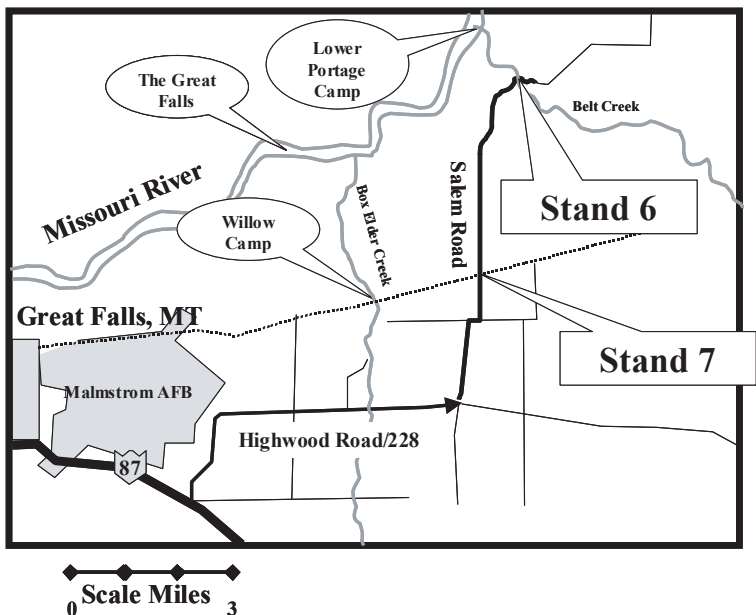 Lower
Portage
Camp
The Great
Falls
Belt Creek
Missouri River
Salem Road
Box Elder Creek
Stand 6
Willow
Camp
Great Falls, MT
Stand 7
Malmstrom AFB
Highwood Road/228
87
Scale Miles
0 3